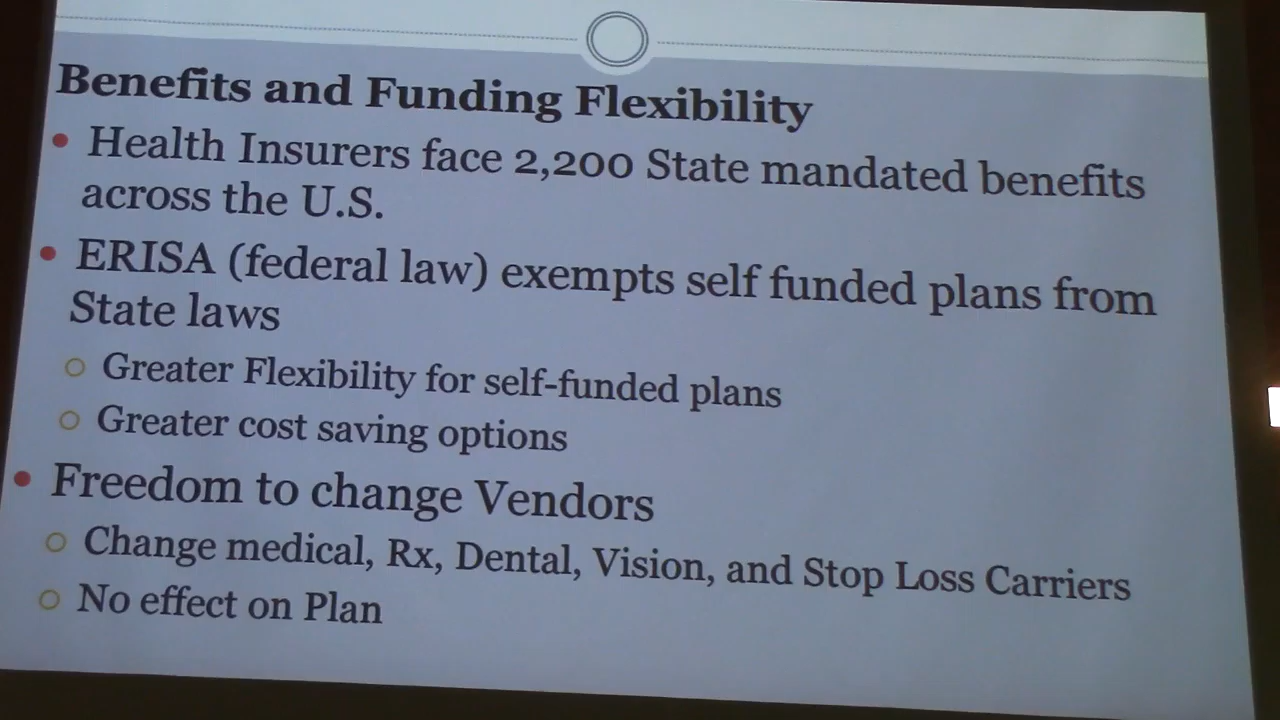 Benefits and Funding Flexibility
Health Insurers face 2,200 State mandated benefits
across the U.S.
ERISA (federal law) exempts self funded plans from
State laws
Greater Flexibility for self-funded plans
Greater cost saving options
Freedom to change Vendors
Change medical, Rx, Dental, Vision, and Stop Loss Carriers
No effect on Plan